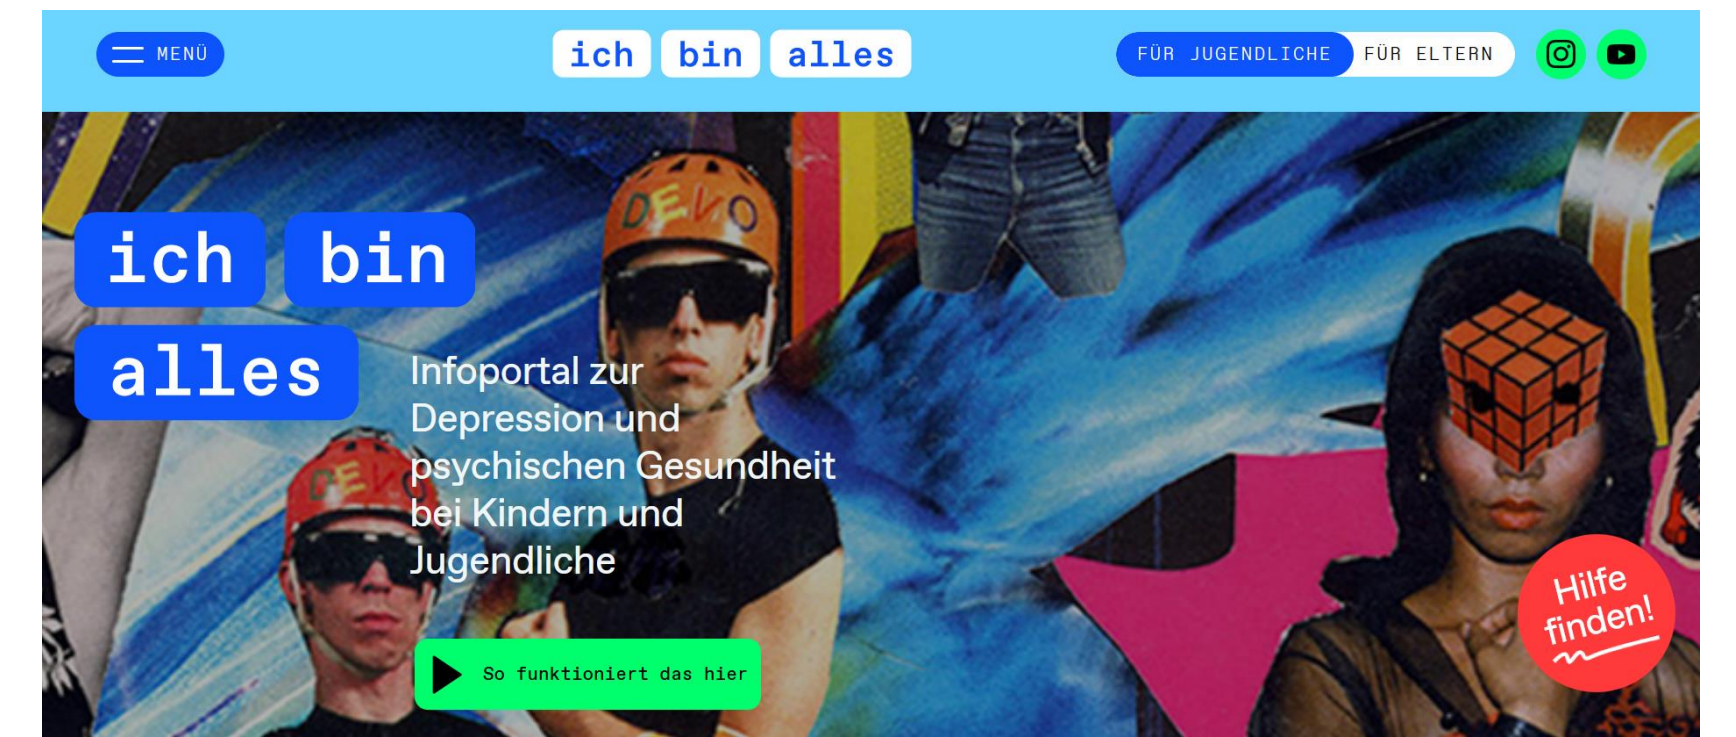 MENÜ
ich bin alles
FÜR JUGENDLICHE FÜR ELTERN
DEVO
ich bin
alles
Infoportal zur
Depression und
psychischen Gesundheit
bei Kindern und
Jugendliche
DEVO
So funktioniert das hier
Hilfe
finden!